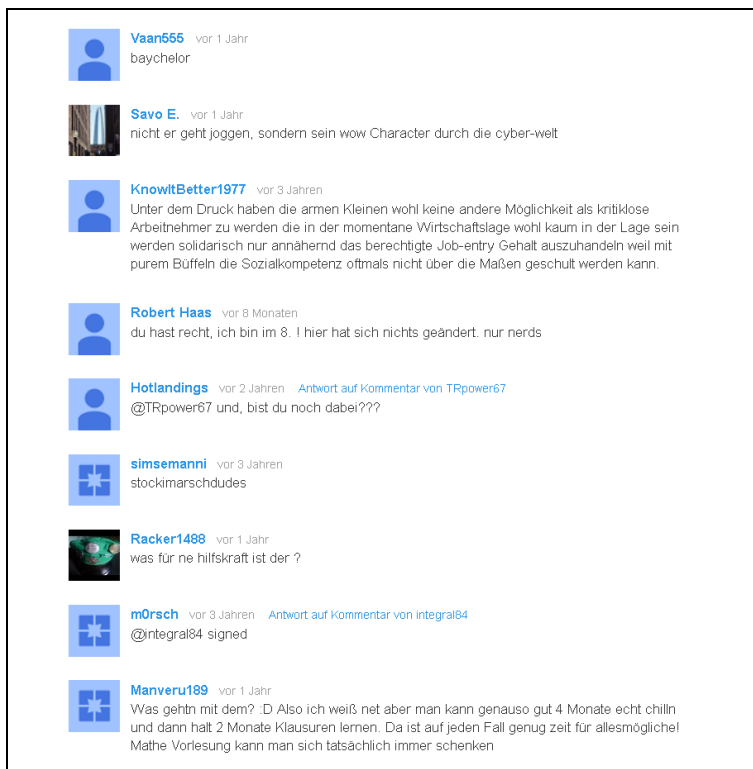 Vaan555 vor 1 Jahr
baychelor
Savo E. vor 1 Jahr
nicht er geht joggen, sondern sein wow Character durch die cyber-welt
KnowItBetter1977 vor 3 Jahren
Unter dem Druck haben die armen Kleinen wohl keine andere Möglichkeit als kritiklose
Arbeitnehmer zu werden die in der momentane Wirtschaftslage wohl kaum in der Lage sein
werden solidarisch nur annähernd das berechtigte Job-entry Gehalt auszuhandeln weil mit
purem Büffeln die Sozialkompetenz oftmals nicht über die Maßen geschult werden kann.
Robert Haas vor 8 Monaten
du hast recht, ich bin im 8. ! hier hat sich nichts geändert. nur nerds
Hotlandings vor 2 Jahren Antwort auf Kommentar von TRpower67
@TRpower67 und, bist du noch dabei???
simsemanni vor 3 Jahren
stockimarschdudes
Racker1488 vor 1 Jahr
was für ne hilfskraft ist der ?
m0rsch vor 3 Jahren Antwort auf Kommentar von integral84
@integral84 signed
Manveru189 vor 1 Jahr
Was gehtn mit dem? :D Also ich weiß net aber man kann genauso gut 4 Monate echt chilln
und dann halt 2 Monate Klausuren lernen. Da ist auf jeden Fall genug zeit für allesmögliche!
Mathe Vorlesung kann man sich tatsächlich immer schenken